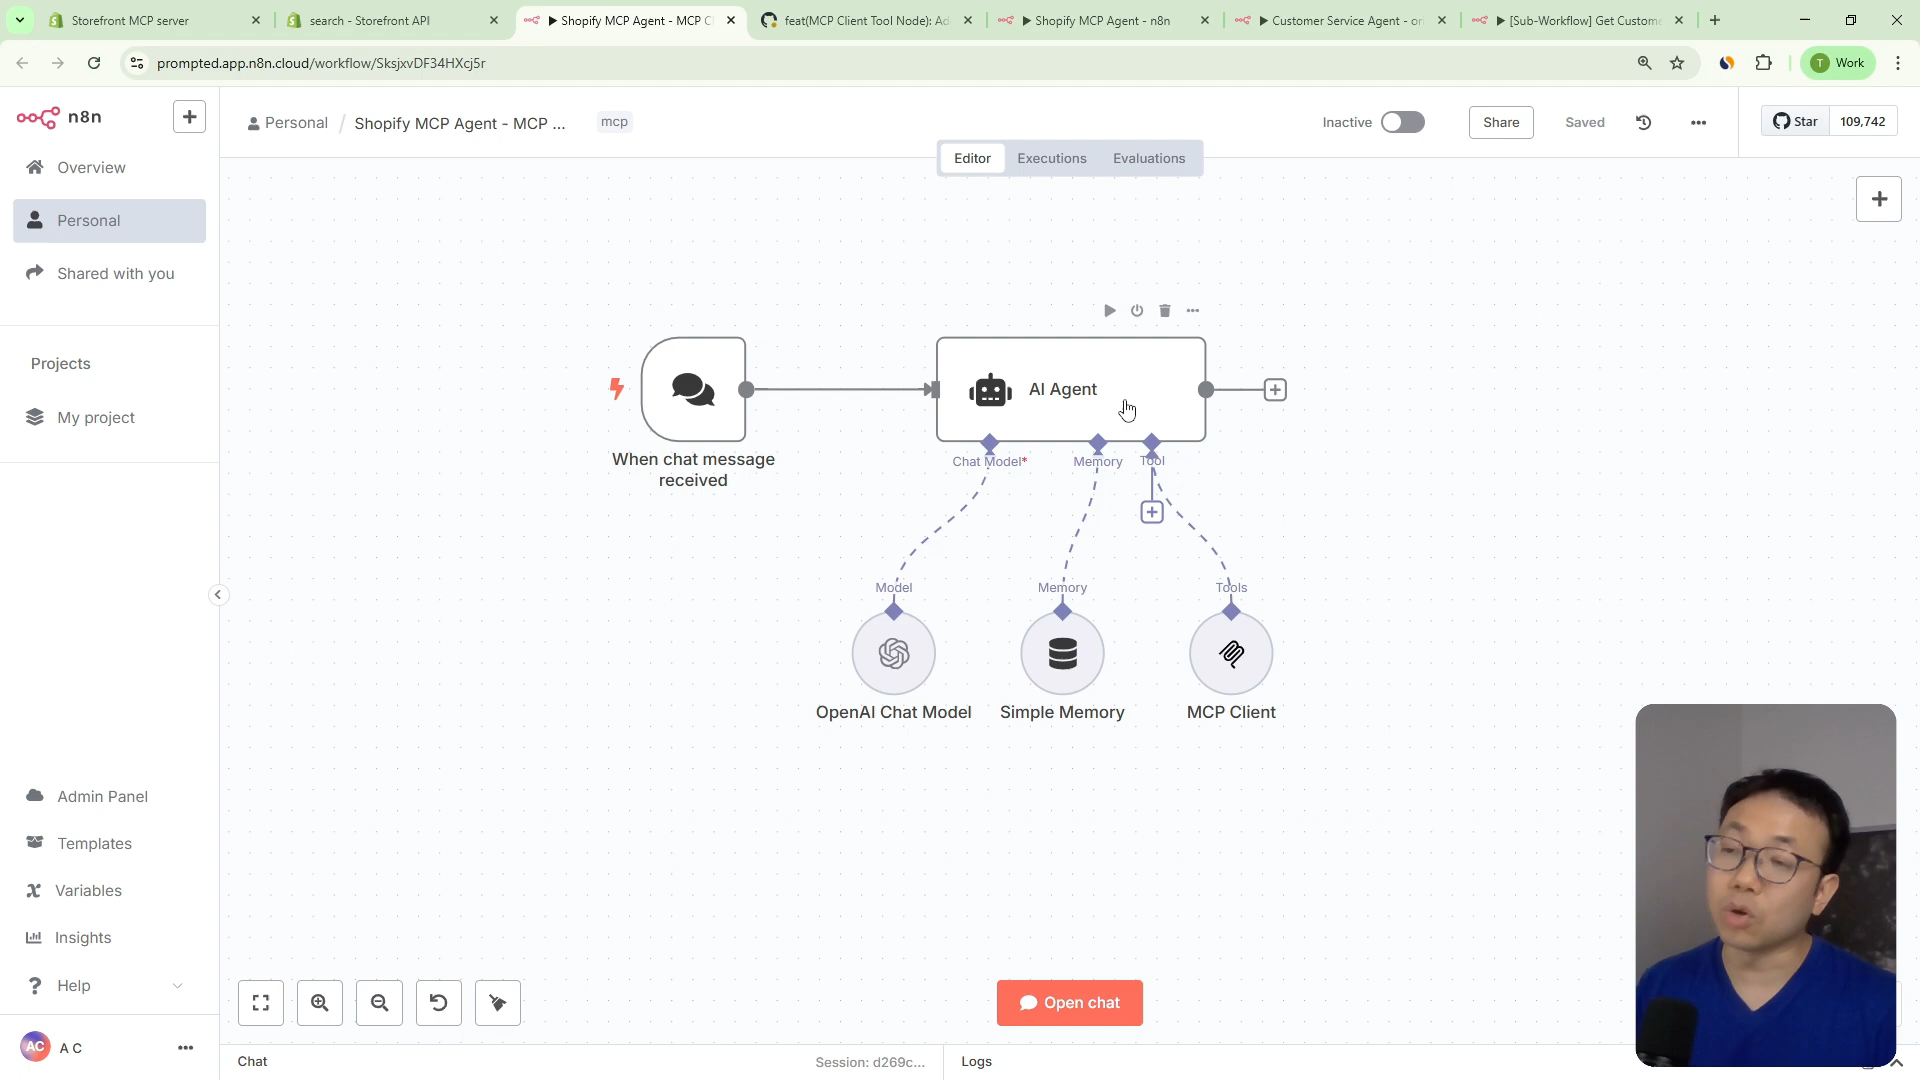 Storefront MCP server
search - Storefront API
Shopify MCP Agent - MCP Cl
feat(MCP Client Tool Node): Ad
Shopify MCP Agent - n8n
Customer Service Agent - or
[Sub-Workflow] Get Custome
prompted.app.n8n.cloud/workflow/SksjxvDF34HXcj5r
T Work
n8n
Personal / Shopify MCP Agent - MCP ...
mcp
Inactive
Share
Saved
Star 109,742
Editor
Executions
Evaluations
Overview
Personal
Shared with you
Projects
My project
AI Agent
When chat message
received
Chat Model*
Memory
Tool
Model
Memory
Tools
OpenAI Chat Model
Simple Memory
MCP Client
Admin Panel
Templates
Variables
Insights
Help
AC A C
Open chat
Chat
Session: d269c...
Logs